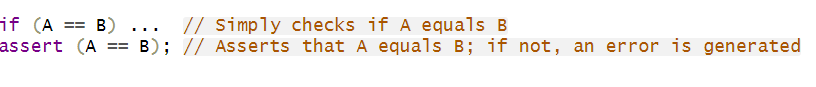 if (A == B) ...  // Simply checks if A equals B
assert (A == B); // Asserts that A equals B; if not, an error is generated